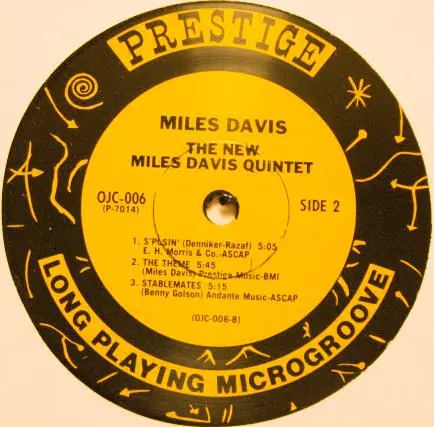 PRESTIGE
MILES DAVIS
THE NEW
MILES DAVIS QUINTET
OJC-006
(P-7014)
SIDE 2
1. S'POSIN' (Denniker-Razaf) 5:05
E. H. Morris & Co.-ASCAP
2. THE THEME 5:45
(Miles Davis) Prestige Music-BMI
3. STABLEMATES 5:15
(Benny Golson) Andante Music-ASCAP
(OJC-006-B)
LONG PLAYING MICROGROOVE